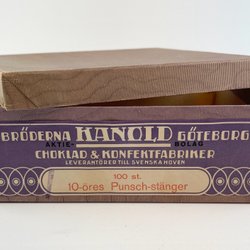 BRÖDERNA KANOLD GÖTEBORG
AKTIE- BOLAG
CHOKLAD & KONFEKTFABRIKER
LEVERANTÖRER TILL SVENSKA HOVEN
100 st.
10-öres Punsch-stänger